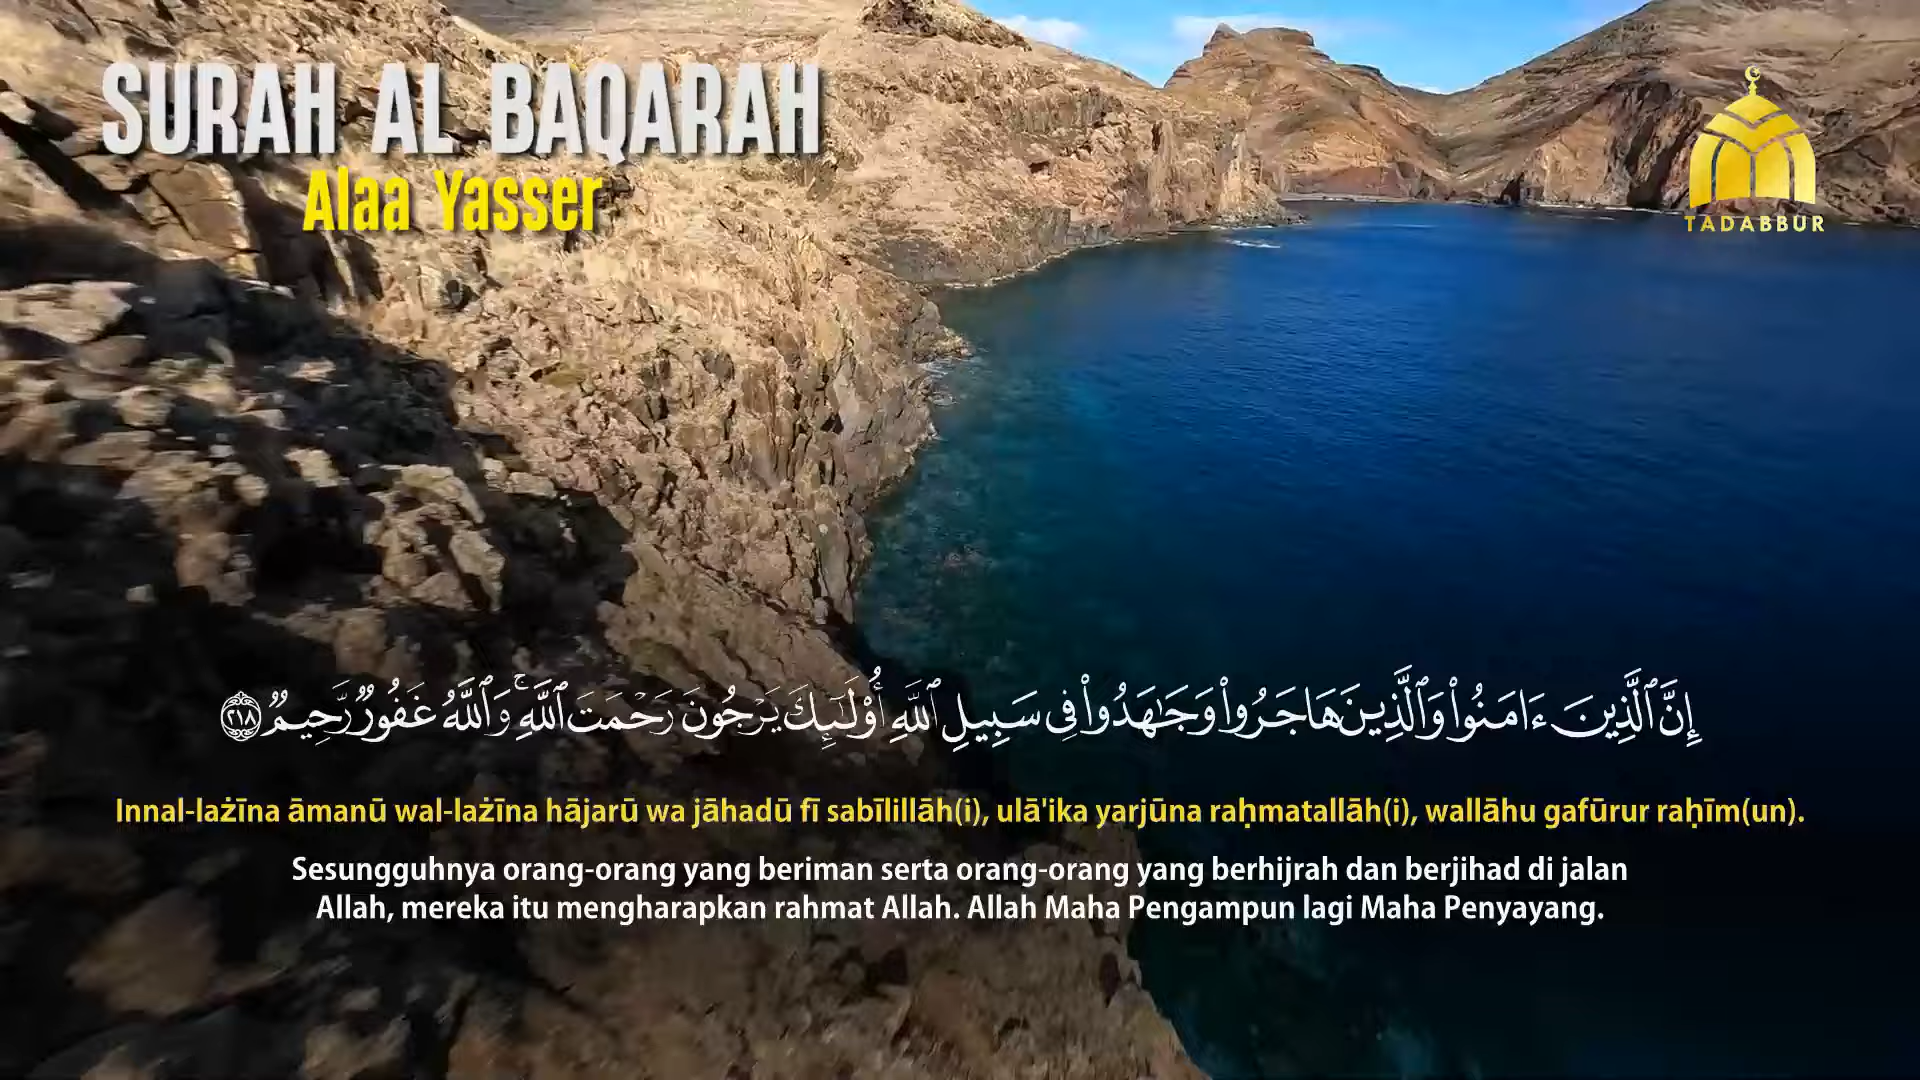 SURAH AL BAQARAH
Alaa Yasser
TADABBUR
إِنَّ ٱلَّذِينَ ءَامَنُوا۟ وَٱلَّذِينَ هَاجَرُوا۟ وَجَـٰهَدُوا۟ فِى سَبِيلِ ٱللَّهِ أُو۟لَـٰٓئِكَ يَرْجُونَ رَحْمَتَ ٱللَّهِ ۚ وَٱللَّهُ غَفُورٌ رَّحِيمٌ ٢١٨
Innal-lażīna āmanū wal-lażīna hājarū wa jāhadū fī sabīlillāh(i), ulā'ika yarjūna raḥmatallāh(i), wallāhu gafūrur raḥīm(un).
Sesungguhnya orang-orang yang beriman serta orang-orang yang berhijrah dan berjihad di jalan
Allah, mereka itu mengharapkan rahmat Allah. Allah Maha Pengampun lagi Maha Penyayang.